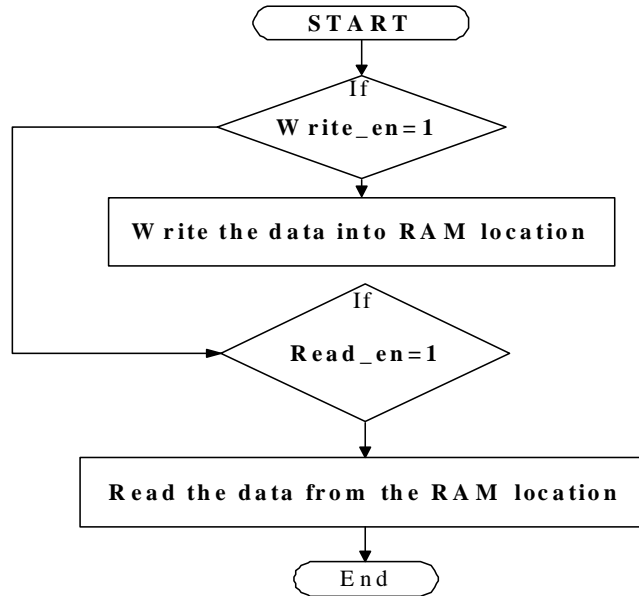 START
If
Write_en=1
Write the data into RAM location
If
Read_en=1
Read the data from the RAM location
End